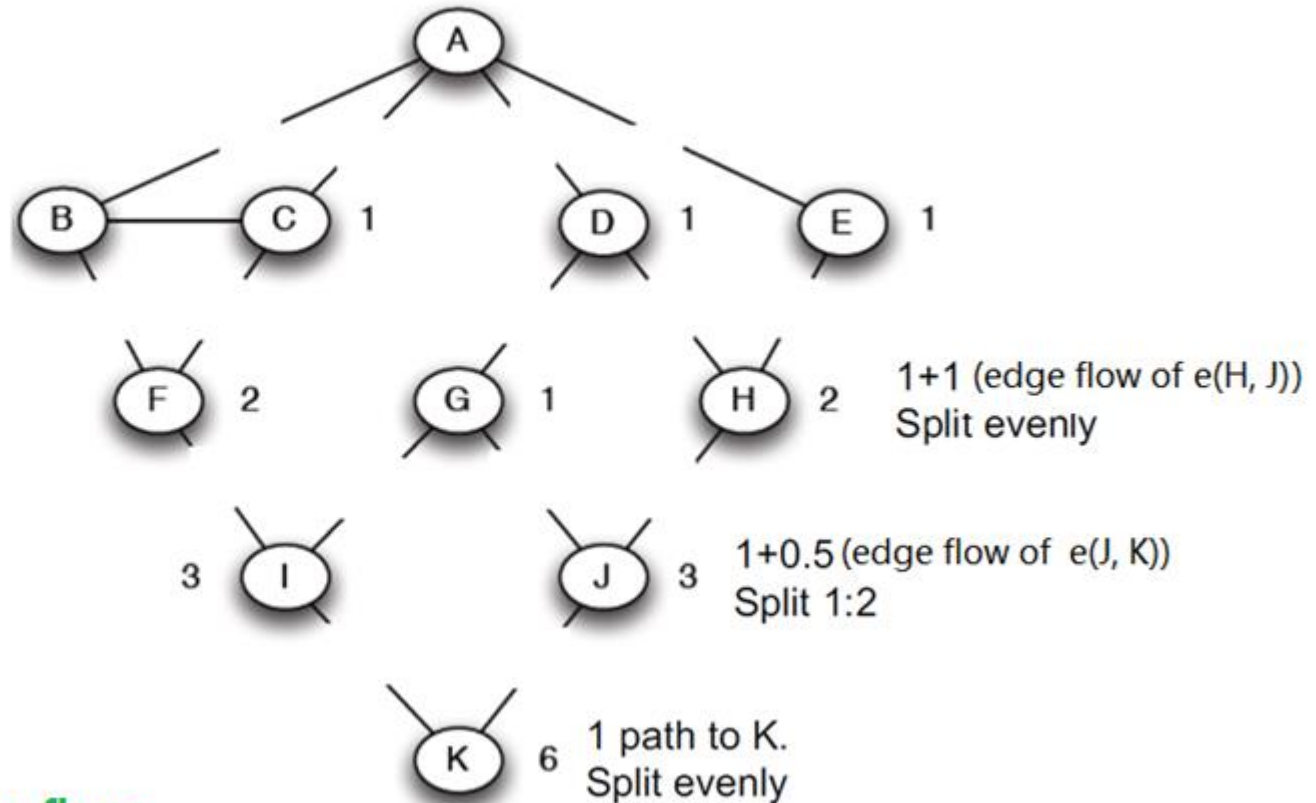 A
B C 1 D 1 E 1
F 2 G 1 H 2 1+1 (edge flow of e(H, J))
Split evenly
3 I J 3 1+0.5 (edge flow of e(J, K))
Split 1:2
K 6 1 path to K.
Split evenly